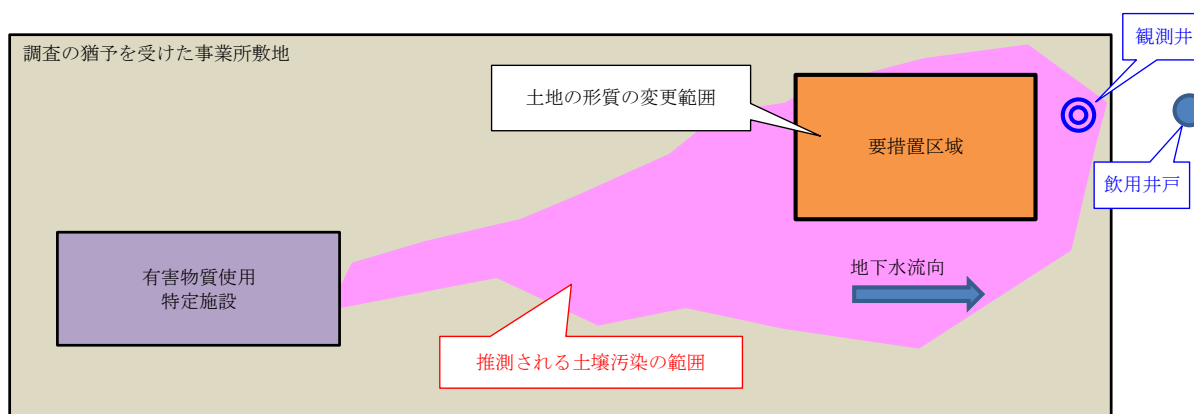 調査の猶予を受けた事業所敷地
観測井
土地の形質の変更範囲
要措置区域
飲用井戸
有害物質使用
特定施設
地下水流向
推測される土壌汚染の範囲